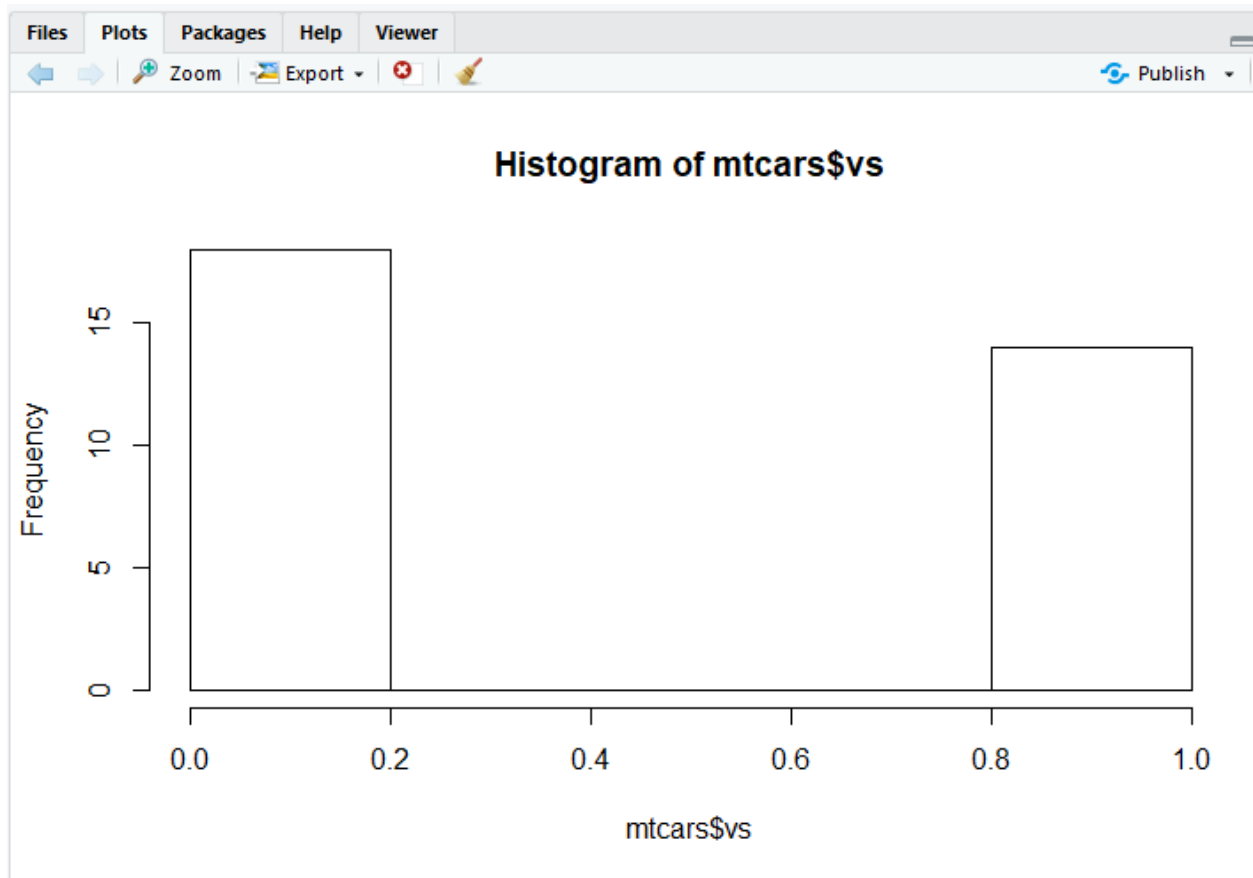 Files Plots Packages Help Viewer
Zoom Export Publish
Histogram of mtcars$vs
15
10
5
0
Frequency
0.0 0.2 0.4 0.6 0.8 1.0
mtcars$vs